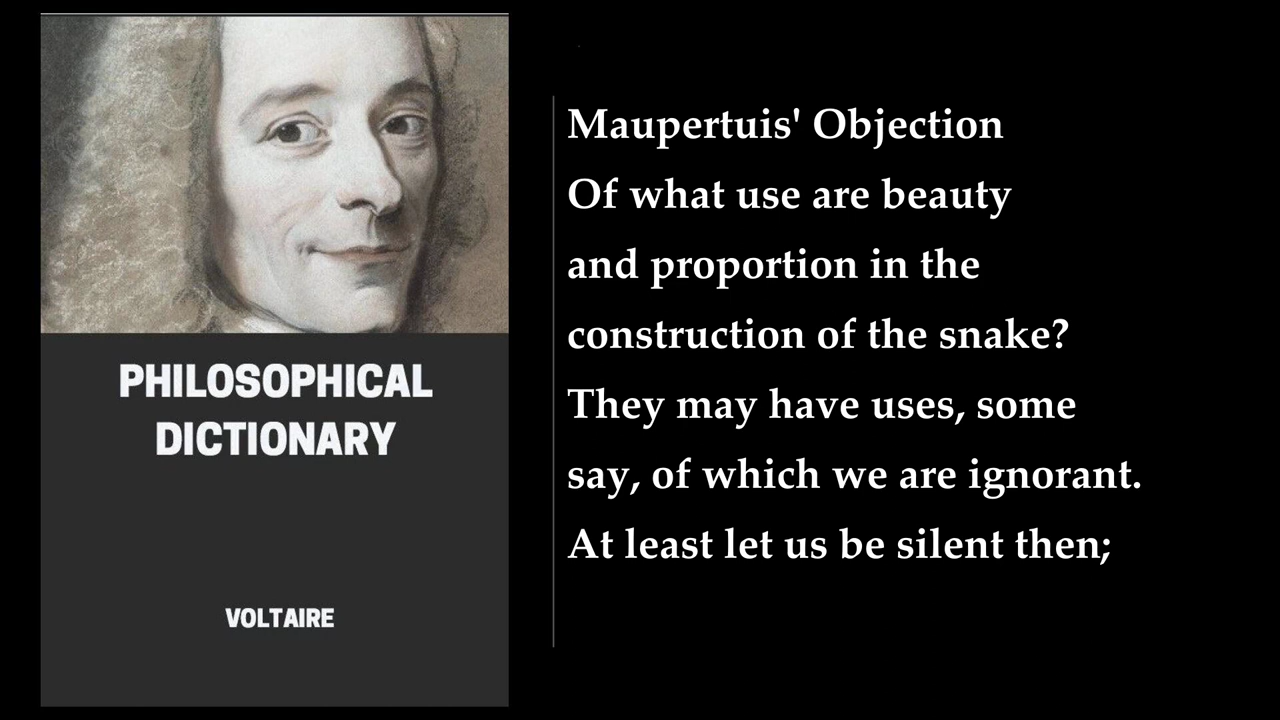 PHILOSOPHICAL
DICTIONARY
VOLTAIRE
Maupertuis' Objection
Of what use are beauty
and proportion in the
construction of the snake?
They may have uses, some
say, of which we are ignorant.
At least let us be silent then;